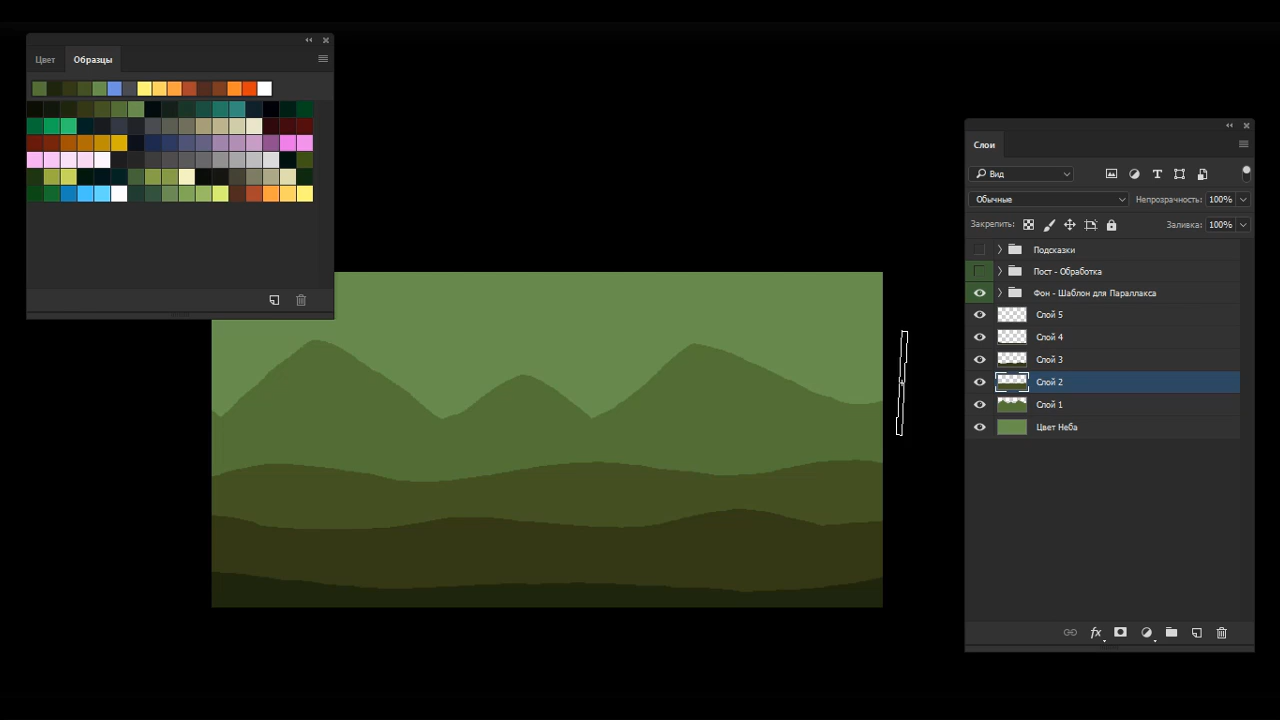 Цвет Образцы
Слои
Вид
Обычные Непрозрачность: 100%
Закрепить: Заливка: 100%
Подсказки
Пост - Обработка
Фон - Шаблон для Параллакса
Слой 5
Слой 4
Слой 3
Слой 2
Слой 1
Цвет Неба
fx